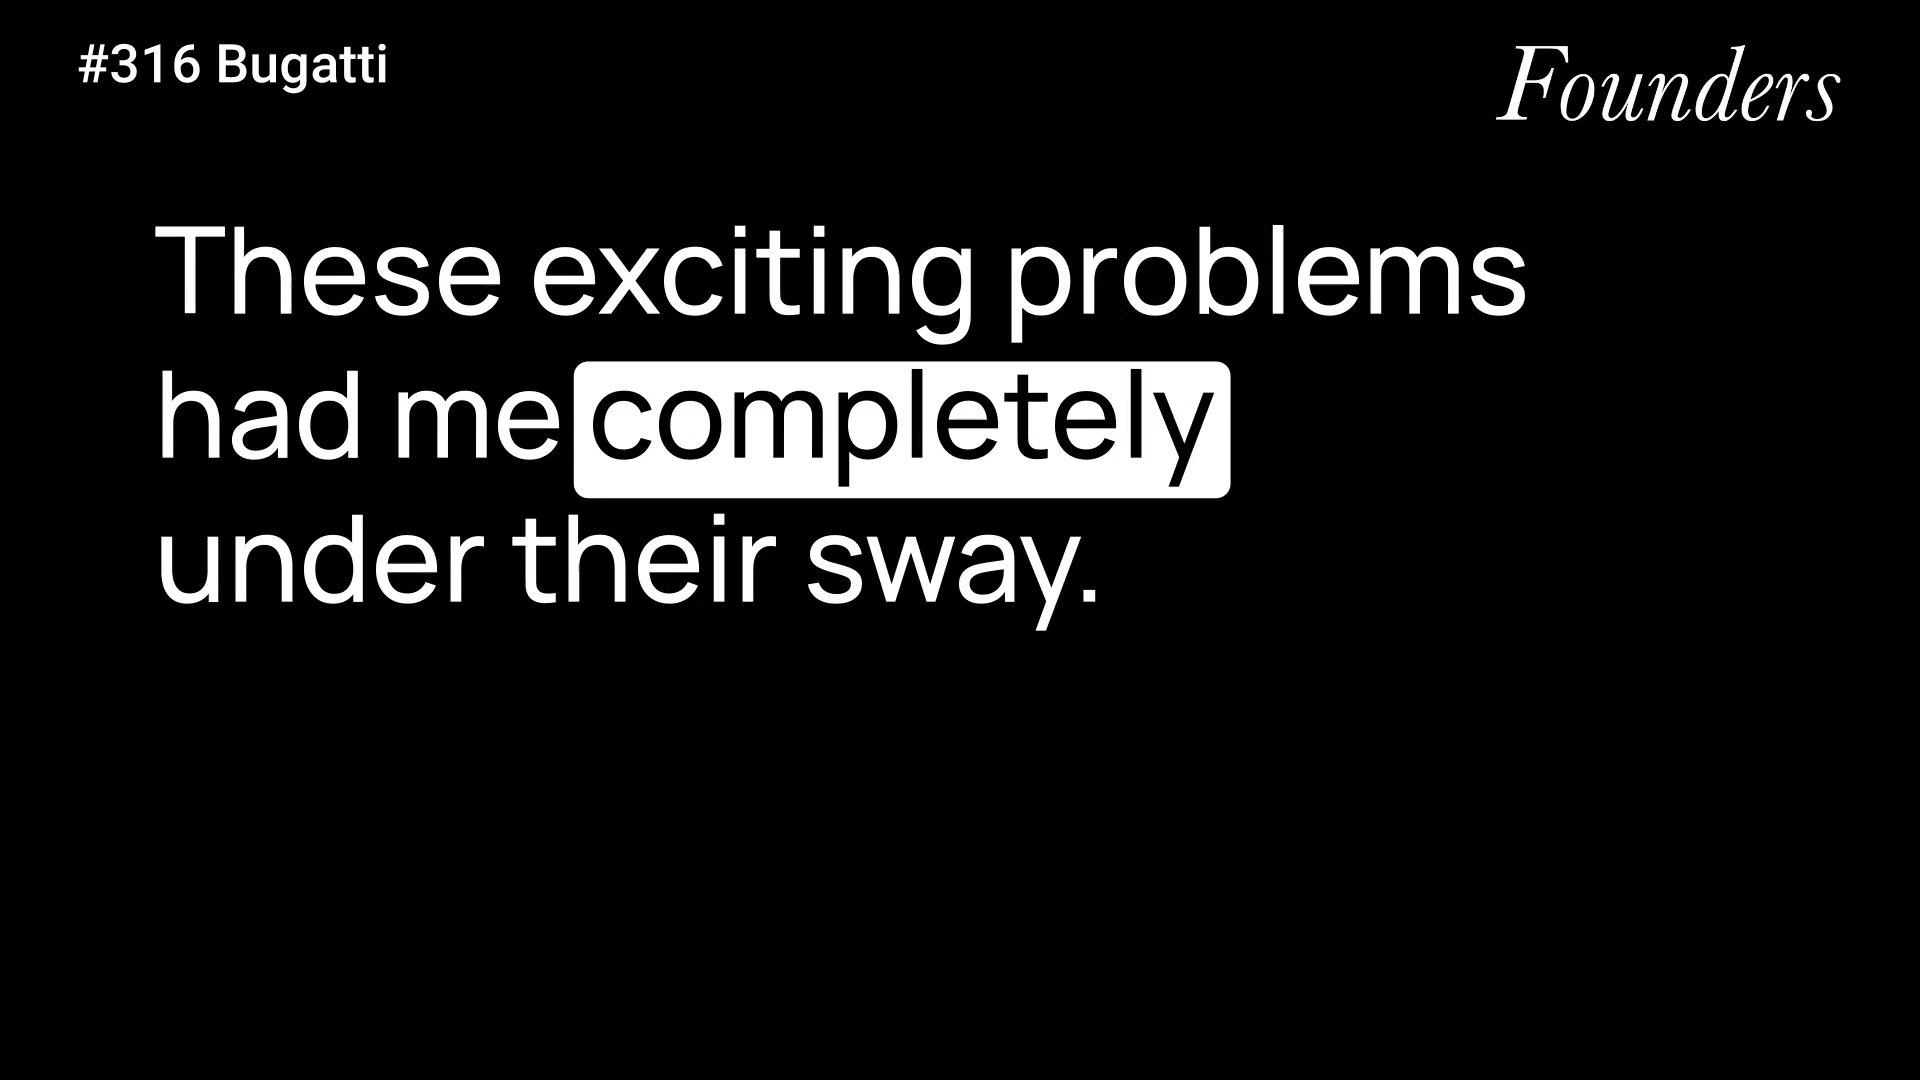 #316 Bugatti
Founders
These exciting problems
had me completely
under their sway.